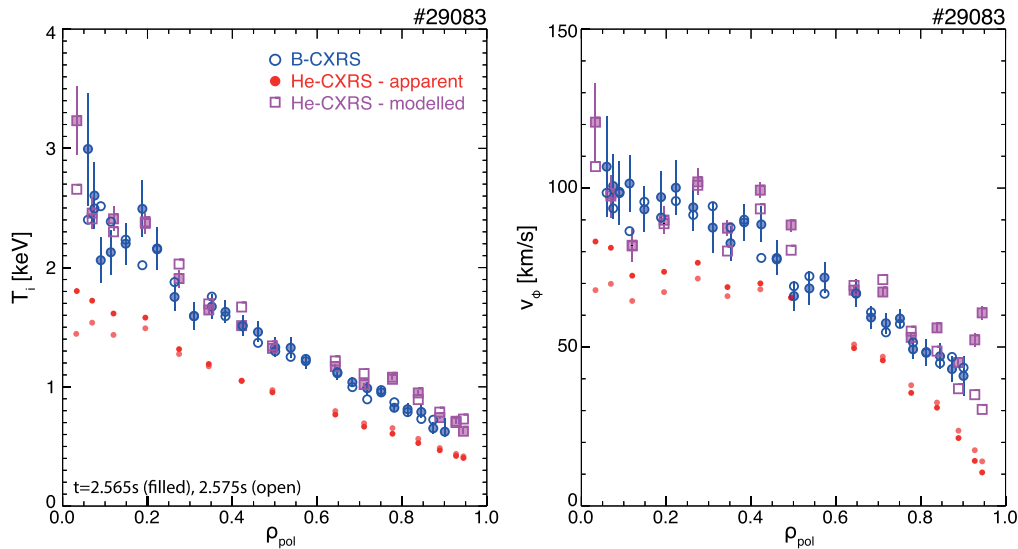 #29083
4
3
2
1
0
T_i [keV]
B-CXRS
He-CXRS - apparent
He-CXRS - modelled
t=2.565s (filled), 2.575s (open)
0.0 0.2 0.4 0.6 0.8 1.0
ρ_pol
#29083
150
100
50
0
v_ϕ [km/s]
0.0 0.2 0.4 0.6 0.8 1.0
ρ_pol